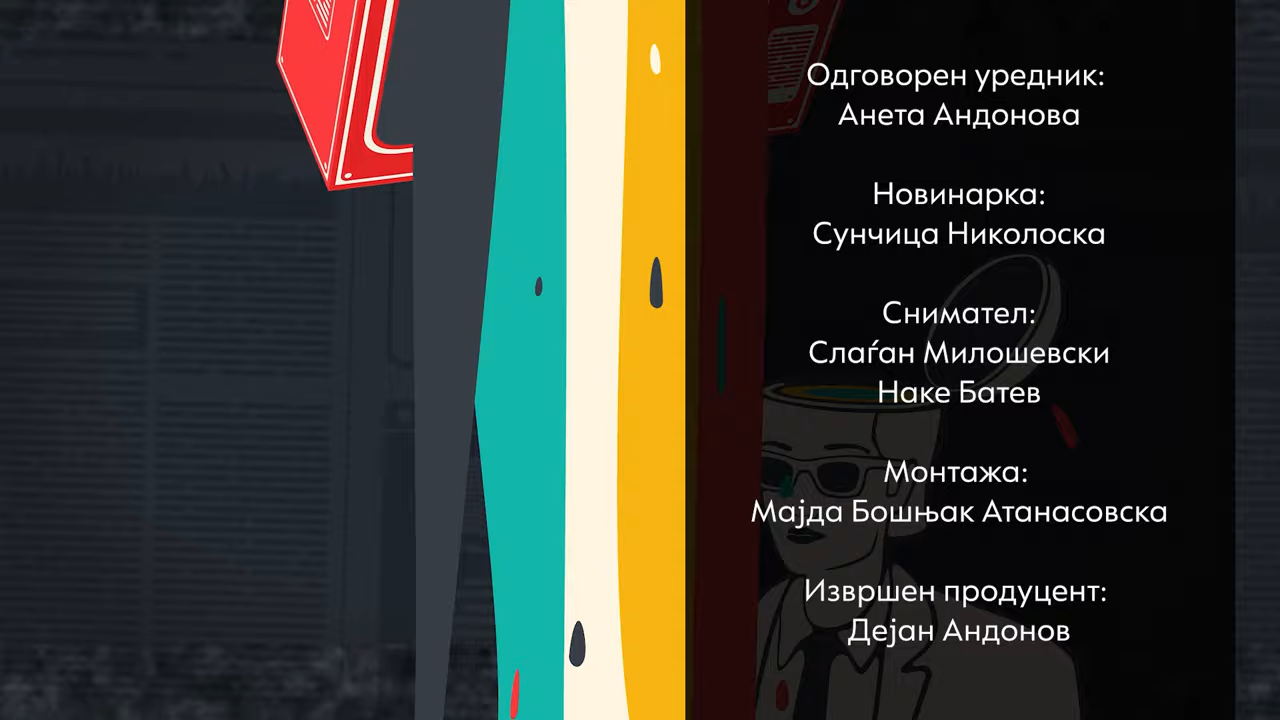 Одговорен уредник:
Анета Андонова
Новинарка:
Сунчица Николоска
Снимател:
Слаѓан Милошевски
Наке Батев
Монтажа:
Мајда Бошњак Атанасовска
Извршен продуцент:
Дејан Андонов